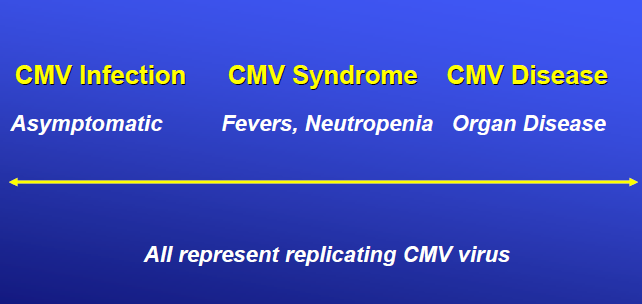 CMV Infection CMV Syndrome CMV Disease
Asymptomatic Fevers, Neutropenia Organ Disease
All represent replicating CMV virus